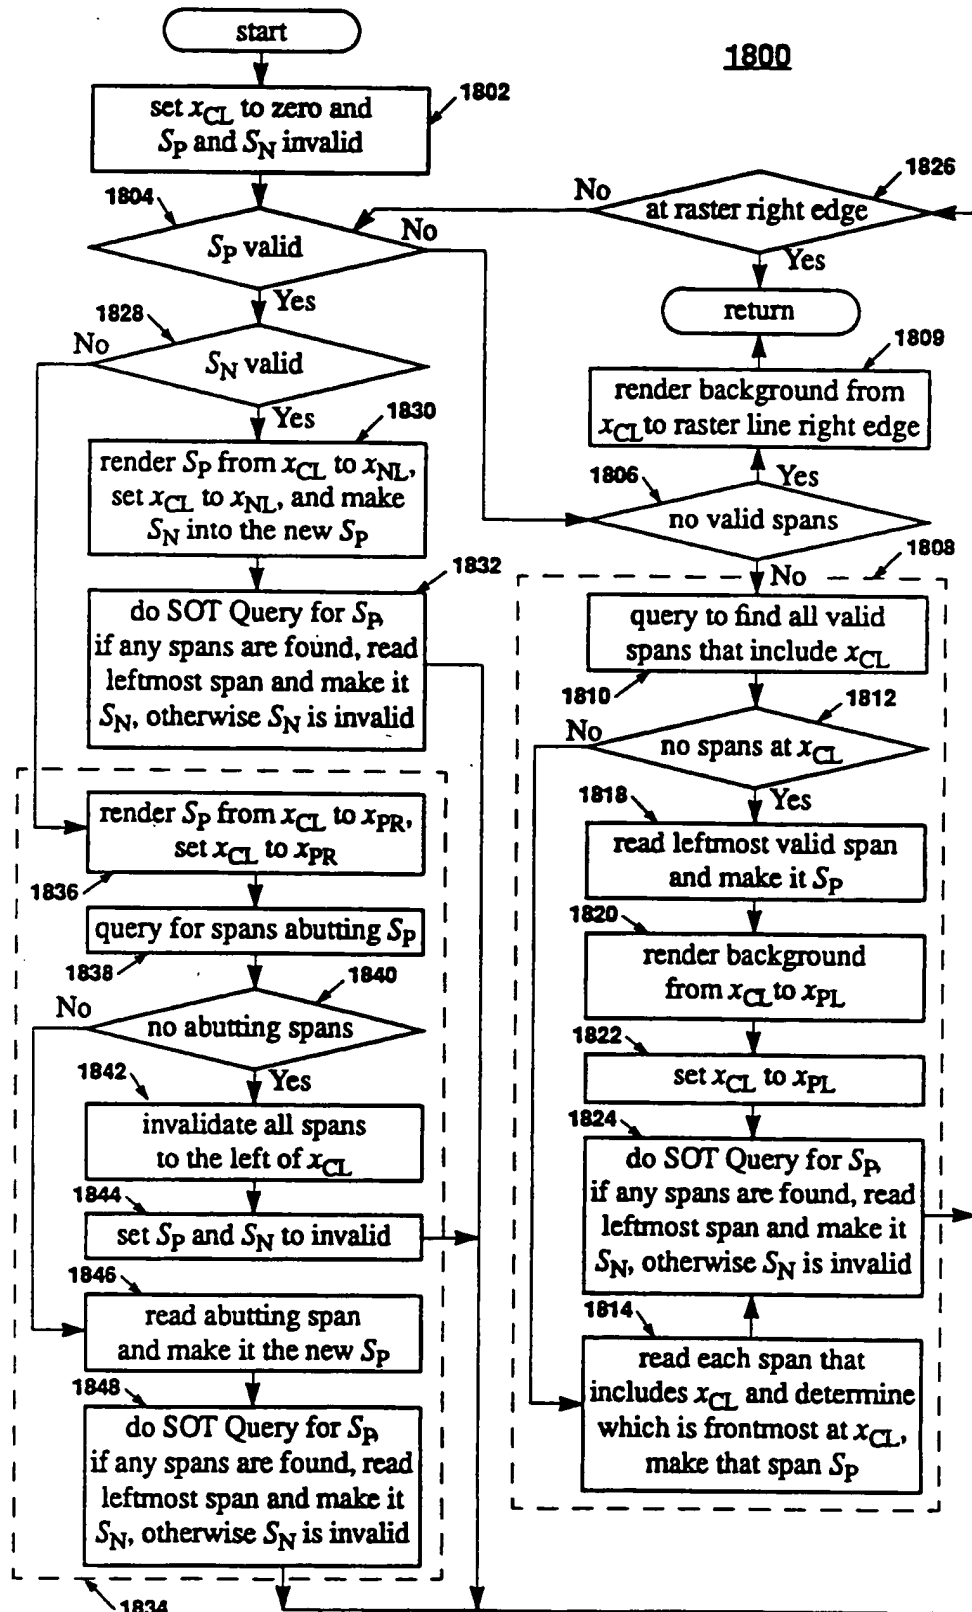 start
1800
1802
set xCL to zero and
SP and SN invalid
1804
SP valid
No
Yes
1826
No
at raster right edge
Yes
return
1828
No
SN valid
Yes
1809
render background from
xCL to raster line right edge
Yes
1830
render SP from xCL to xNL,
set xCL to xNL, and make
SN into the new SP
1806
no valid spans
No
1832
do SOT Query for SP,
if any spans are found, read
leftmost span and make it
SN, otherwise SN is invalid
1808
query to find all valid
spans that include xCL
1810
1812
No
no spans at xCL
Yes
render SP from xCL to xPR,
set xCL to xPR
1836
1818
read leftmost valid span
and make it SP
query for spans abutting SP
1838
1820
render background
from xCL to xPL
1840
No
no abutting spans
Yes
1822
set xCL to xPL
1842
invalidate all spans
to the left of xCL
1824
do SOT Query for SP,
if any spans are found, read
leftmost span and make it
SN, otherwise SN is invalid
1844
set SP and SN to invalid
1846
read abutting span
and make it the new SP
1814
read each span that
includes xCL and determine
which is frontmost at xCL,
make that span SP
1848
do SOT Query for SP,
if any spans are found, read
leftmost span and make it
SN, otherwise SN is invalid
1834